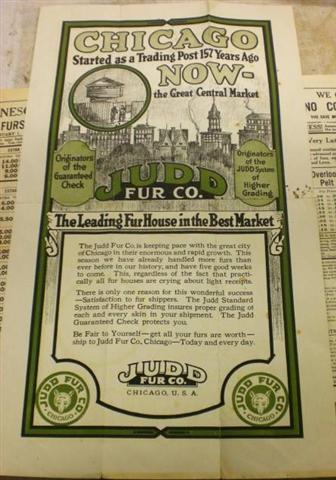 CHICAGO
Started as a Trading Post 157 Years Ago
NOW-
the Great Central Market
Originators
of the
Guaranteed
Check
Originators
of the
JUDD System
of
Higher
Grading
JUDD
FUR CO.
The Leading Fur House in the Best Market
The Judd Fur Co. is keeping pace with the great city
of Chicago in their enormous and rapid growth. This
season we have already handled more furs than
ever before in our history, and have five good weeks
to come. This, regardless of the fact that practi-
cally all fur houses are crying about light receipts.
There is only one reason for this wonderful success
—Satisfaction to fur shippers. The Judd Standard
System of Higher Grading insures proper grading of
each and every skin in your shipment. The Judd
Guaranteed Check protects you.
Be Fair to Yourself—get all your furs are worth—
ship to Judd Fur Co., Chicago—Today and every day.
JUDD
FUR CO.
CHICAGO, U. S. A.
JUDD FUR CO.
CHICAGO
JUDD FUR CO.
CHICAGO
FURS
WE
NO CO
Pelt